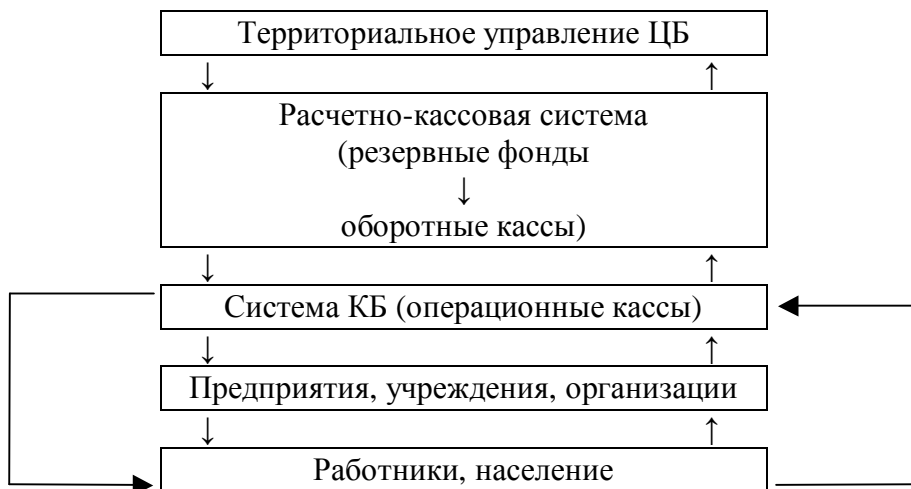 Территориальное управление ЦБ
↓ ↑
Расчетно-кассовая система
(резервные фонды
↓
оборотные кассы)
↓ ↑
Система КБ (операционные кассы)
↓ ↑
Предприятия, учреждения, организации
↓ ↑
Работники, население